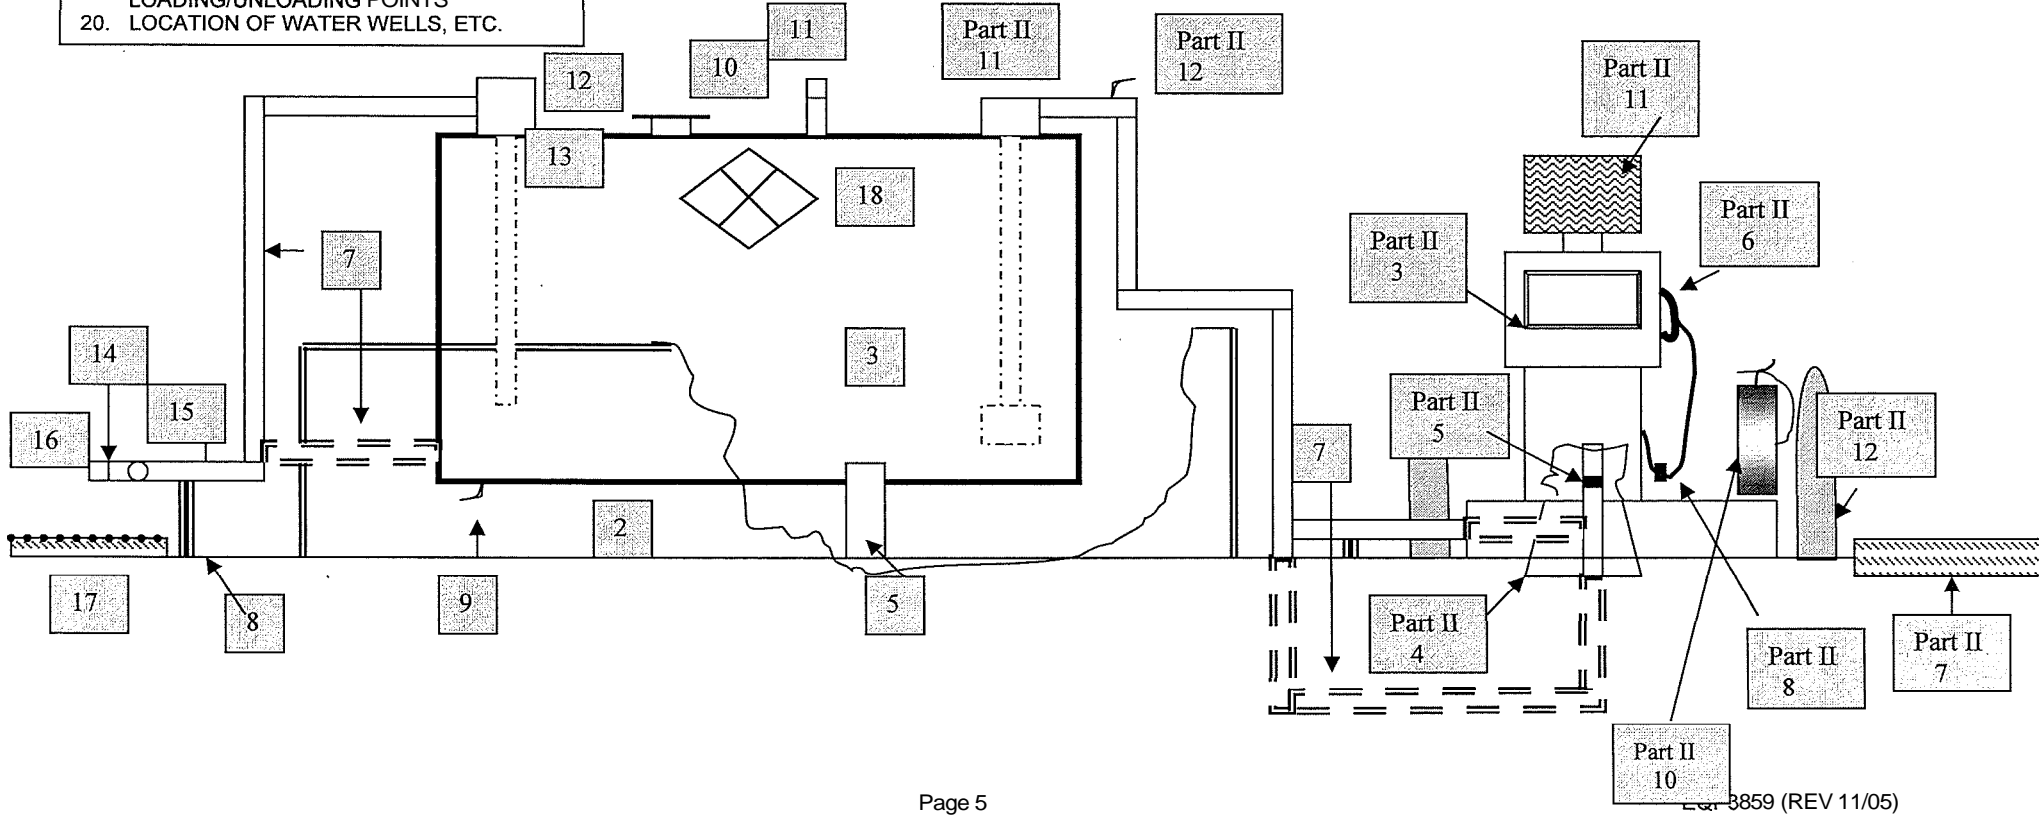 LOADING/UNLOADING POINTS
20. LOCATION OF WATER WELLS, ETC.
12
10
11
Part II
11
Part II
12
Part II
11
13
18
Part II
6
Part II
3
7
14
15
16
3
Part II
5
7
Part II
12
2
17
8
9
5
Part II
4
Part II
8
Part II
7
Part II
10
Page 5
3859 (REV 11/05)